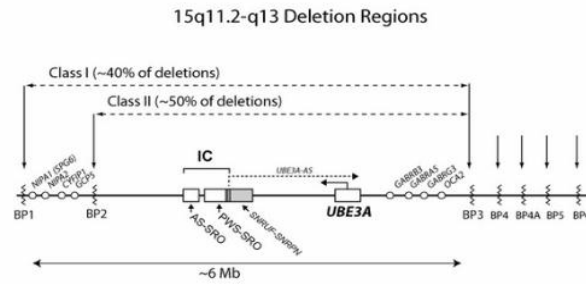 15q11.2-q13 Deletion Regions
Class I (~40% of deletions)
Class II (~50% of deletions)
IC
UBE3A-AS
NIPA1 (SPG6)
NIPA2
CYFIP1
GCP5
GABRB3
GABRA5
GABRG3
OCA2
BP1
BP2
AS-SRO
PWS-SRO
SNRUF-SNRPN
UBE3A
BP3
BP4
BP4A
BP5
~6 Mb